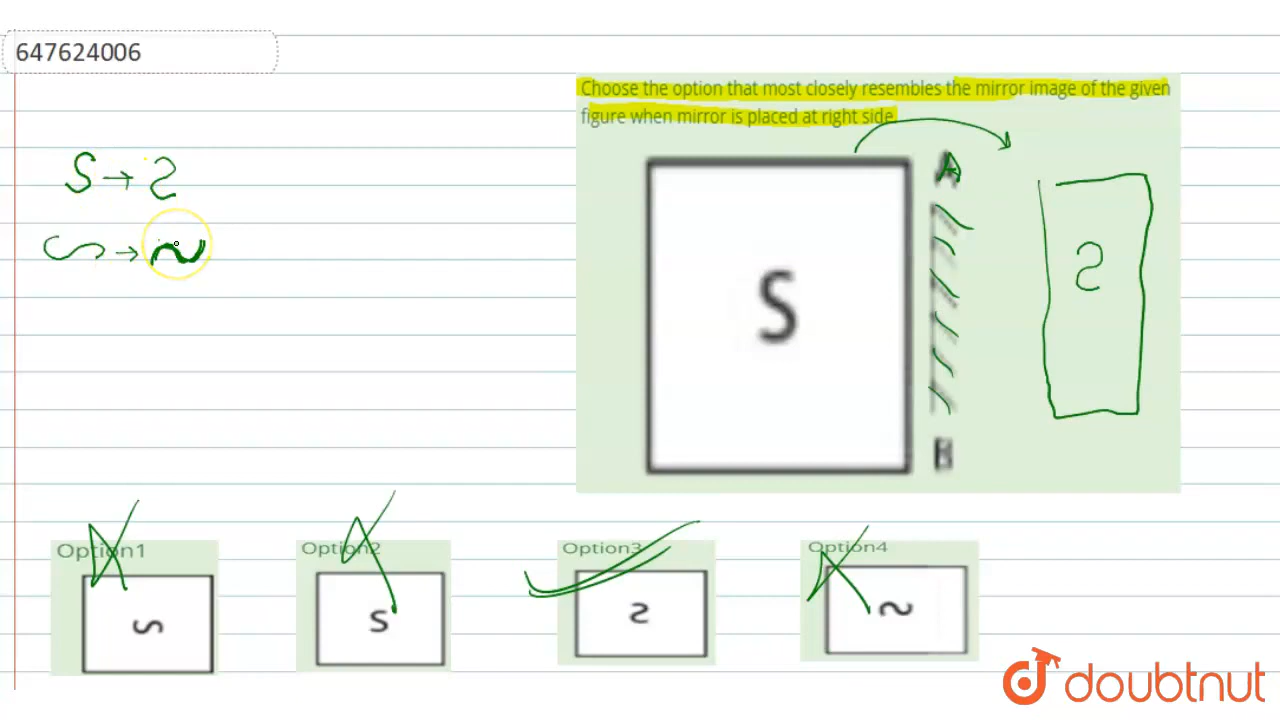 647624006
Choose the option that most closely resembles the mirror image of the given
figure when mirror is placed at right side.
A
S → Ƨ
S
Ƨ
∽ → ~
B
Option1
Option2
Option3
Option4
∽
S
Ƨ
~
doubtnut